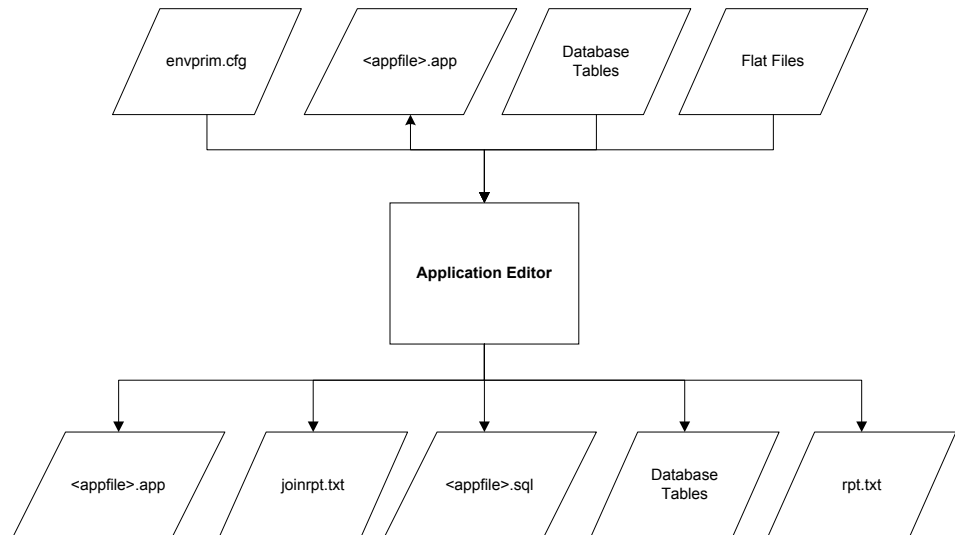 envprim.cfg
<appfile>.app
Database
Tables
Flat Files
Application Editor
<appfile>.app
joinrpt.txt
<appfile>.sql
Database
Tables
rpt.txt